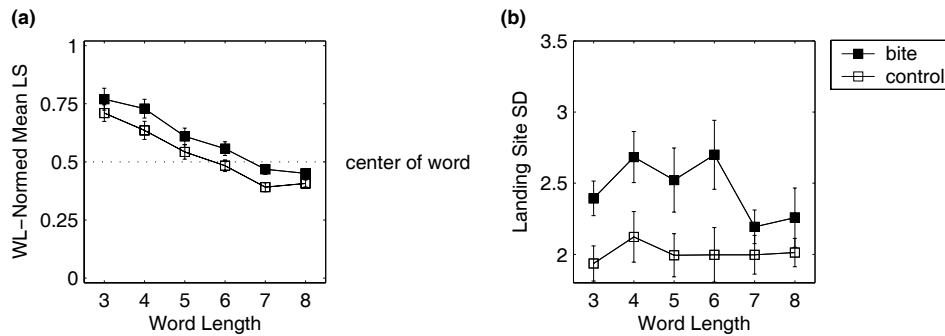 (a)
WL−Normed Mean LS
1
0.75
0.5
0.25
0
3 4 5 6 7 8
Word Length
center of word
(b)
Landing Site SD
3.5
3
2.5
2
3 4 5 6 7 8
Word Length
bite
control